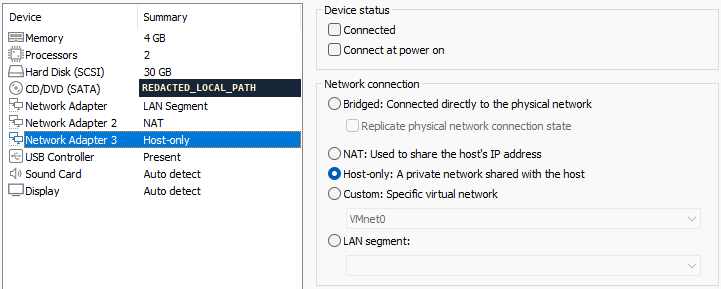 Device Summary
Memory 4 GB
Processors 2
Hard Disk (SCSI) 30 GB
CD/DVD (SATA) REDACTED_LOCAL_PATH
Network Adapter LAN Segment
Network Adapter 2 NAT
Network Adapter 3 Host-only
USB Controller Present
Sound Card Auto detect
Display Auto detect
Device status
Connected
Connect at power on
Network connection
Bridged: Connected directly to the physical network
Replicate physical network connection state
NAT: Used to share the host's IP address
Host-only: A private network shared with the host
Custom: Specific virtual network
VMnet0
LAN segment: